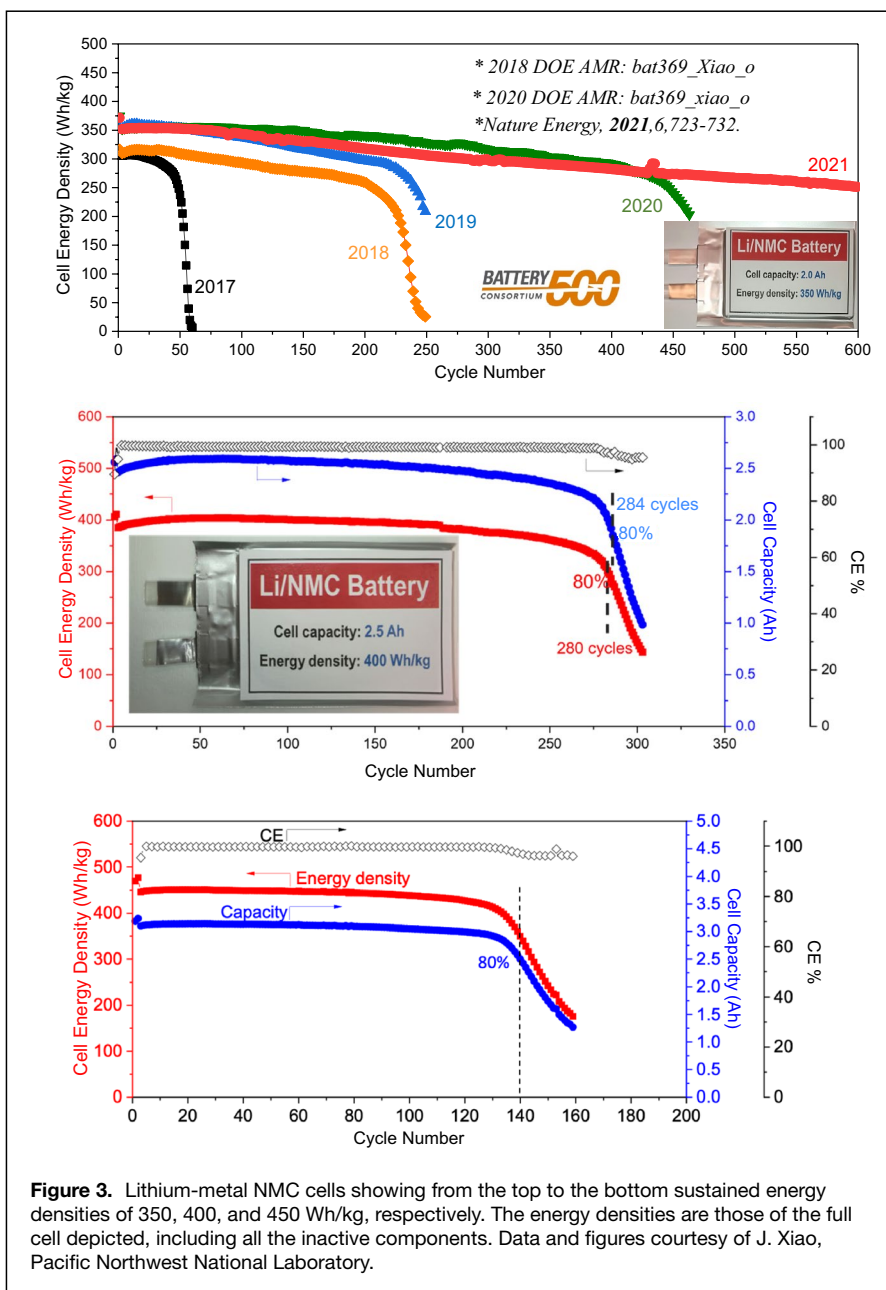 500
450
400
350
300
250
200
150
100
50
0
Cell Energy Density (Wh/kg)
* 2018 DOE AMR: bat369_Xiao_o
* 2020 DOE AMR: bat369_xiao_o
*Nature Energy, 2021,6,723-732.
2021
2020
2019
2018
2017
BATTERY 500
CONSORTIUM
Li/NMC Battery
Cell capacity: 2.0 Ah
Energy density: 350 Wh/kg
0 50 100 150 200 250 300 350 400 450 500 550 600
Cycle Number
600
500
400
300
200
100
0
Cell Energy Density (Wh/kg)
284 cycles
80%
80%
280 cycles
Li/NMC Battery
Cell capacity: 2.5 Ah
Energy density: 400 Wh/kg
3.0
2.5
2.0
1.5
1.0
0.5
0.0
Cell Capacity (Ah)
100
80
60
40
20
0
CE %
0 50 100 150 200 250 300 350
Cycle Number
600
500
400
300
200
100
0
Cell Energy Density (Wh/kg)
CE
Energy density
Capacity
80%
5.0
4.5
4.0
3.5
3.0
2.5
2.0
1.5
1.0
0.5
0.0
Cell Capacity (Ah)
100
80
60
40
20
0
CE %
0 20 40 60 80 100 120 140 160 180 200
Cycle Number
Figure 3. Lithium-metal NMC cells showing from the top to the bottom sustained energy
densities of 350, 400, and 450 Wh/kg, respectively. The energy densities are those of the full
cell depicted, including all the inactive components. Data and figures courtesy of J. Xiao,
Pacific Northwest National Laboratory.